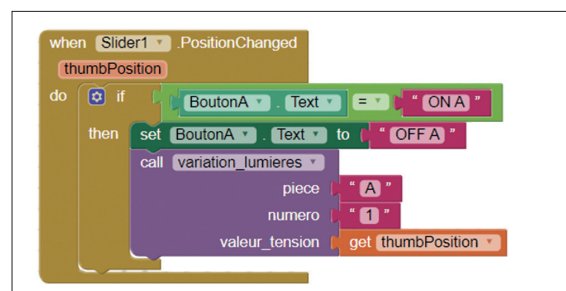 when Slider1 .PositionChanged
thumbPosition
do if BoutonA . Text = " ON A "
then set BoutonA . Text to " OFF A "
call variation_lumieres
piece " A "
numero " 1 "
valeur_tension get thumbPosition